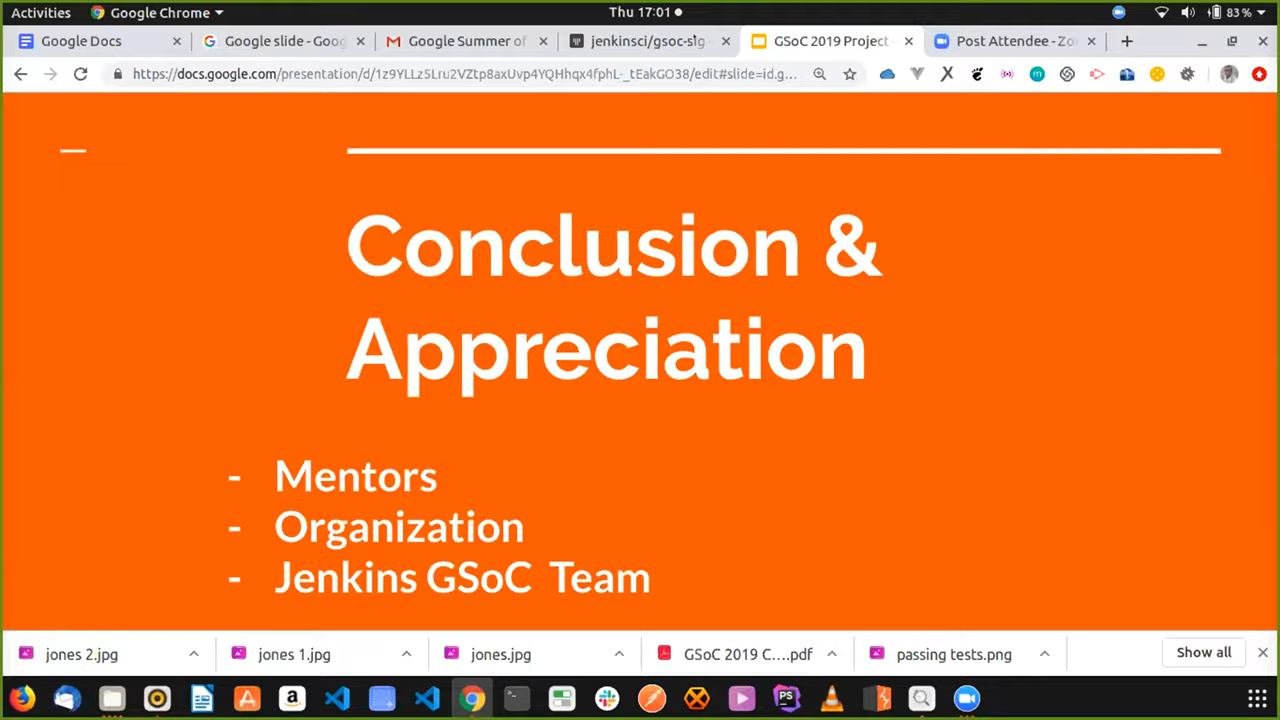 Activities Google Chrome Thu 17:01 83 %
Google Docs Google slide - Goog Google Summer of jenkinsci/gsoc-sig- GSoC 2019 Project - Post Attendee - Zo
https://docs.google.com/presentation/d/1z9YLLz5Lru2VZtp8axUvp4YQHhqx4fphL-_tEakGO38/edit#slide=id.g...
Conclusion &
Appreciation
- Mentors
- Organization
- Jenkins GSoC Team
jones 2.jpg jones 1.jpg jones.jpg GSoC 2019 C....pdf passing tests.png Show all